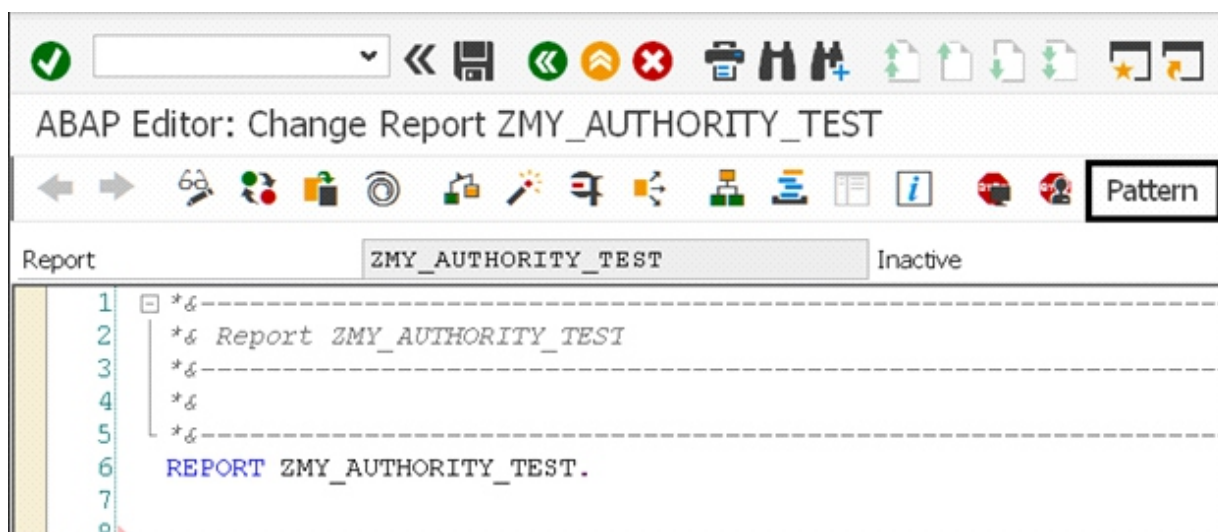 ABAP Editor: Change Report ZMY_AUTHORITY_TEST
Pattern
Report ZMY_AUTHORITY_TEST Inactive
1 *&---------------------------------------------------------------
2 *& Report ZMY_AUTHORITY_TEST
3 *&---------------------------------------------------------------
4 *&
5 *&---------------------------------------------------------------
6 REPORT ZMY_AUTHORITY_TEST.
7
8